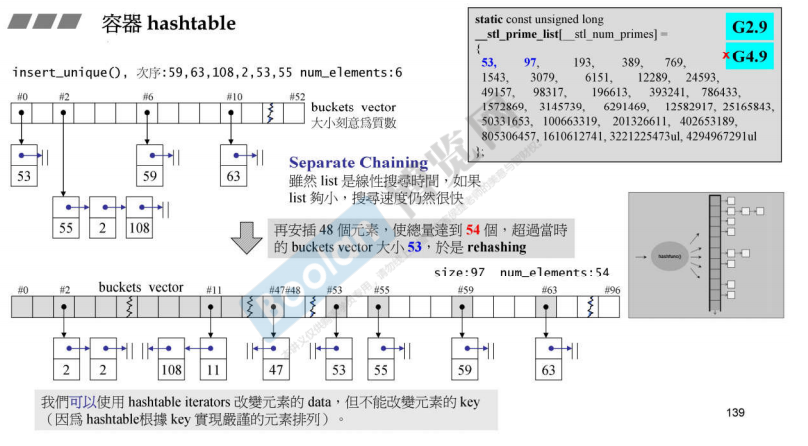 容器 hashtable
insert_unique(), 次序:59,63,108,2,53,55 num_elements:6
#0 #2 #6 #10 #52
buckets vector
大小刻意爲質數
53 59 63
55 2 108
Separate Chaining
雖然 list 是線性搜尋時間，如果
list 夠小，搜尋速度仍然很快
static const unsigned long
__stl_prime_list[__stl_num_primes] =
{
53, 97, 193, 389, 769,
1543, 3079, 6151, 12289, 24593,
49157, 98317, 196613, 393241, 786433,
1572869, 3145739, 6291469, 12582917, 25165843,
50331653, 100663319, 201326611, 402653189,
805306457, 1610612741, 3221225473ul, 4294967291ul
};
G2.9
x G4.9
再安插 48 個元素，使總量達到 54 個，超過當時
的 buckets vector 大小 53，於是 rehashing
hashfunc()
size:97 num_elements:54
buckets vector
#0 #2 #11 #47 #48 #53 #55 #59 #63 #96
2 2 108 11 47 53 55 59 63
我們可以使用 hashtable iterators 改變元素的 data，但不能改變元素的 key
（因爲 hashtable根據 key 實現嚴謹的元素排列）。
139
Boolan
博览网